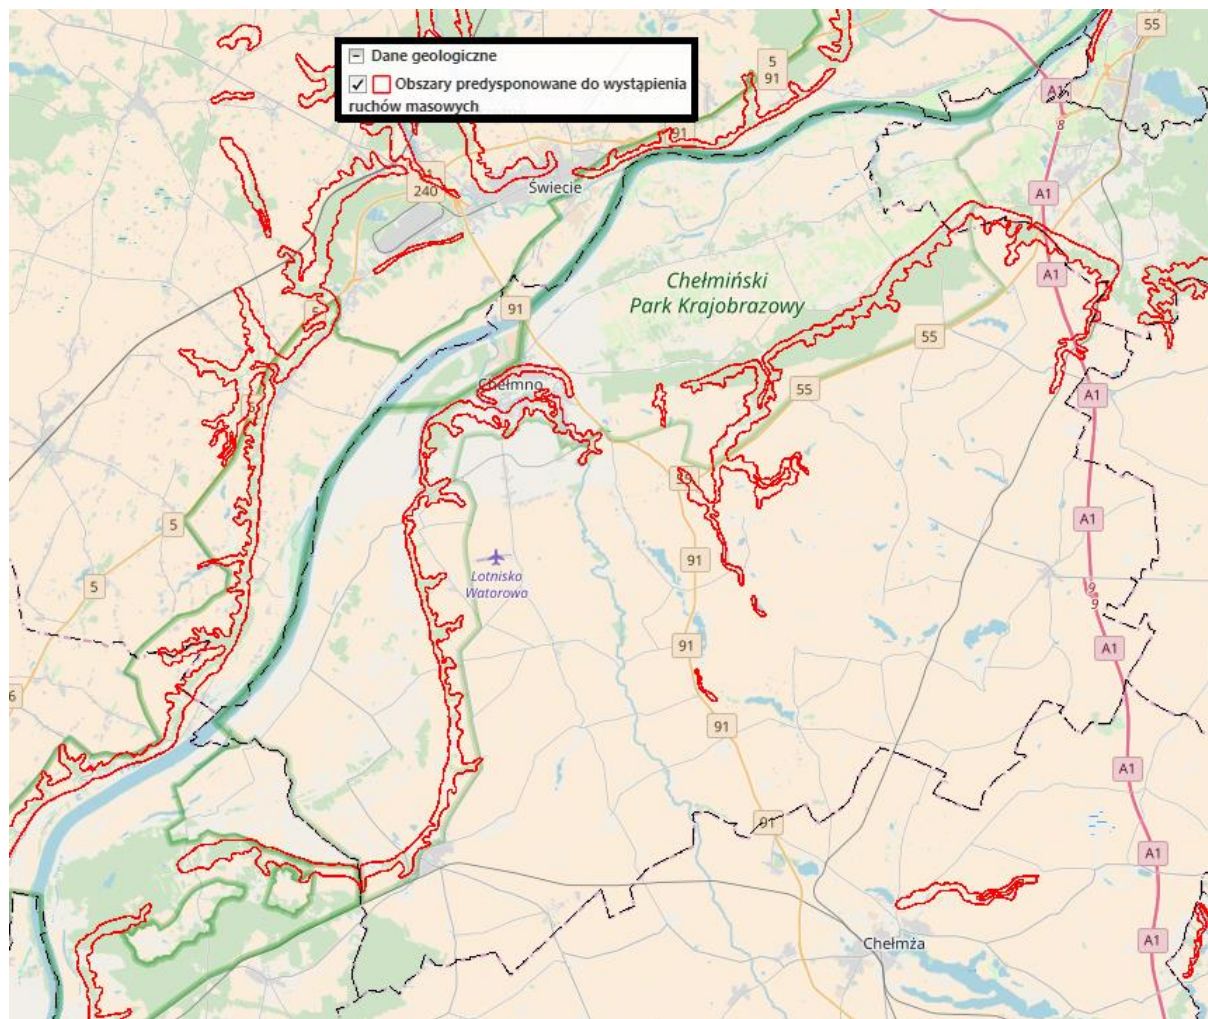 55
Dane geologiczne
Obszary predysponowane do wystąpienia
ruchów masowych
5
91
A1
8
91
240
Świecie
A1
Chełmiński
Park Krajobrazowy
A1
5
91
55
Chełmno
55
A1
55
5
A1
91
Lotnisko
Watorowo
5
9
9
91
A1
6
91
A1
91
A1
Chełmża
A1